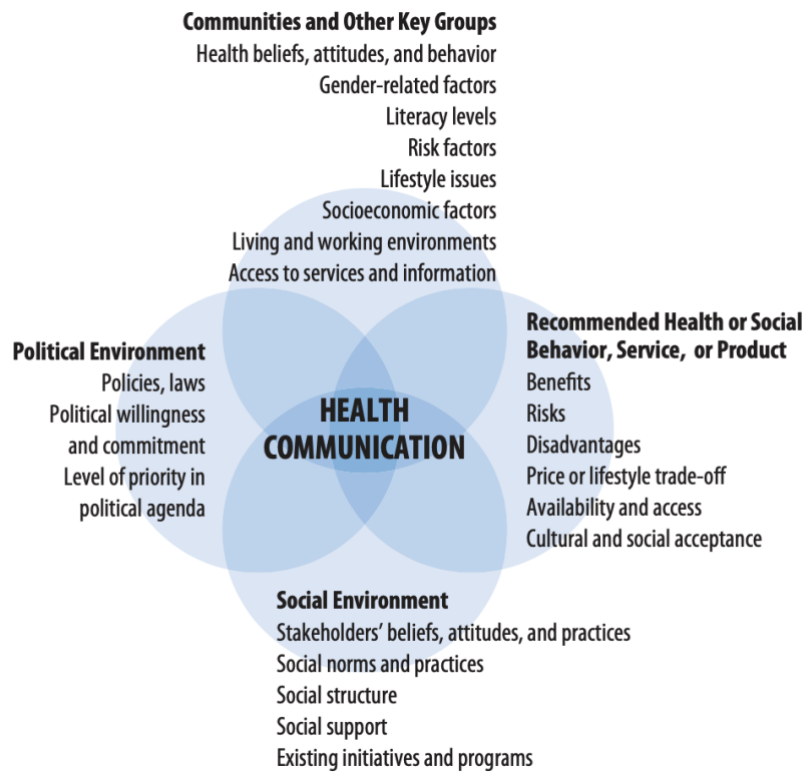 Communities and Other Key Groups
Health beliefs, attitudes, and behavior
Gender-related factors
Literacy levels
Risk factors
Lifestyle issues
Socioeconomic factors
Living and working environments
Access to services and information
Political Environment
Policies, laws
Political willingness
and commitment
Level of priority in
political agenda
HEALTH
COMMUNICATION
Recommended Health or Social
Behavior, Service, or Product
Benefits
Risks
Disadvantages
Price or lifestyle trade-off
Availability and access
Cultural and social acceptance
Social Environment
Stakeholders’ beliefs, attitudes, and practices
Social norms and practices
Social structure
Social support
Existing initiatives and programs